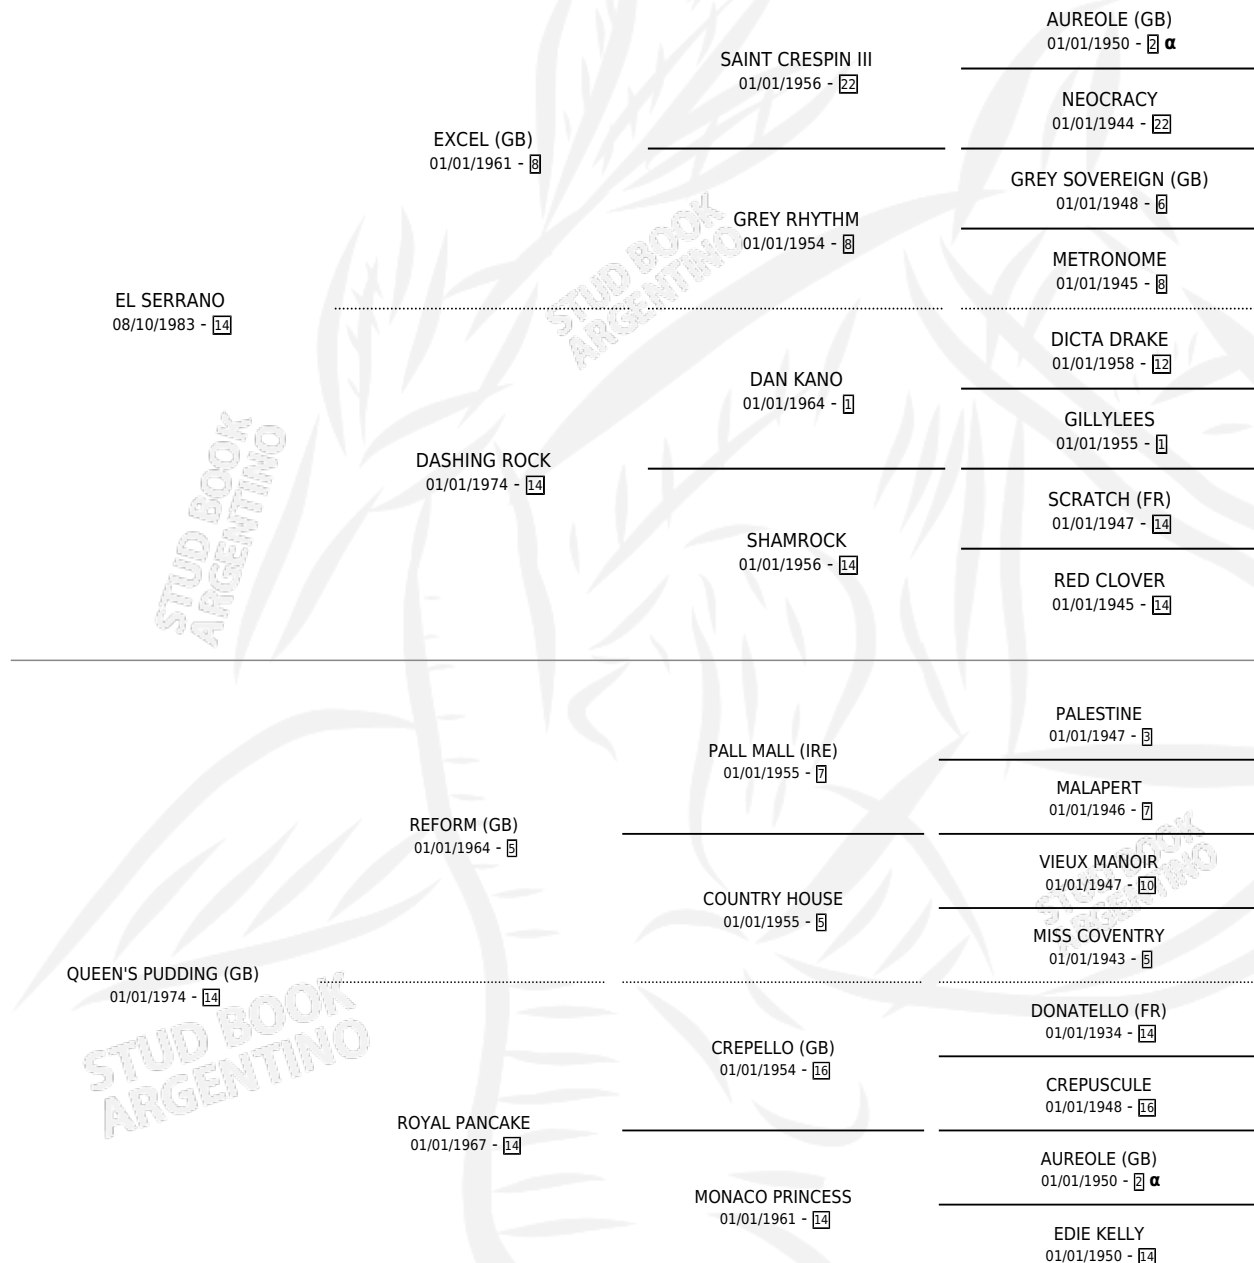 AUREOLE (GB)
01/01/1950 - 2 α
SAINT CRESPIN III
01/01/1956 - 22
NEOCRACY
01/01/1944 - 22
EXCEL (GB)
01/01/1961 - 8
GREY SOVEREIGN (GB)
01/01/1948 - 6
GREY RHYTHM
01/01/1954 - 8
METRONOME
01/01/1945 - 8
EL SERRANO
08/10/1983 - 14
DICTA DRAKE
01/01/1958 - 12
DAN KANO
01/01/1964 - 1
GILLYLEES
01/01/1955 - 1
DASHING ROCK
01/01/1974 - 14
SCRATCH (FR)
01/01/1947 - 14
SHAMROCK
01/01/1956 - 14
RED CLOVER
01/01/1945 - 14
STUD BOOK
ARGENTINO
STUD BOOK
ARGENTINO
PALESTINE
01/01/1947 - 3
PALL MALL (IRE)
01/01/1955 - 7
MALAPERT
01/01/1946 - 7
REFORM (GB)
01/01/1964 - 5
VIEUX MANOIR
01/01/1947 - 10
COUNTRY HOUSE
01/01/1955 - 5
MISS COVENTRY
01/01/1943 - 5
QUEEN'S PUDDING (GB)
01/01/1974 - 14
DONATELLO (FR)
01/01/1934 - 14
CREPELLO (GB)
01/01/1954 - 16
CREPUSCULE
01/01/1948 - 16
ROYAL PANCAKE
01/01/1967 - 14
AUREOLE (GB)
01/01/1950 - 2 α
MONACO PRINCESS
01/01/1961 - 14
EDIE KELLY
01/01/1950 - 14
STUD BOOK
ARGENTINO
STUD BOOK
ARGENTINO